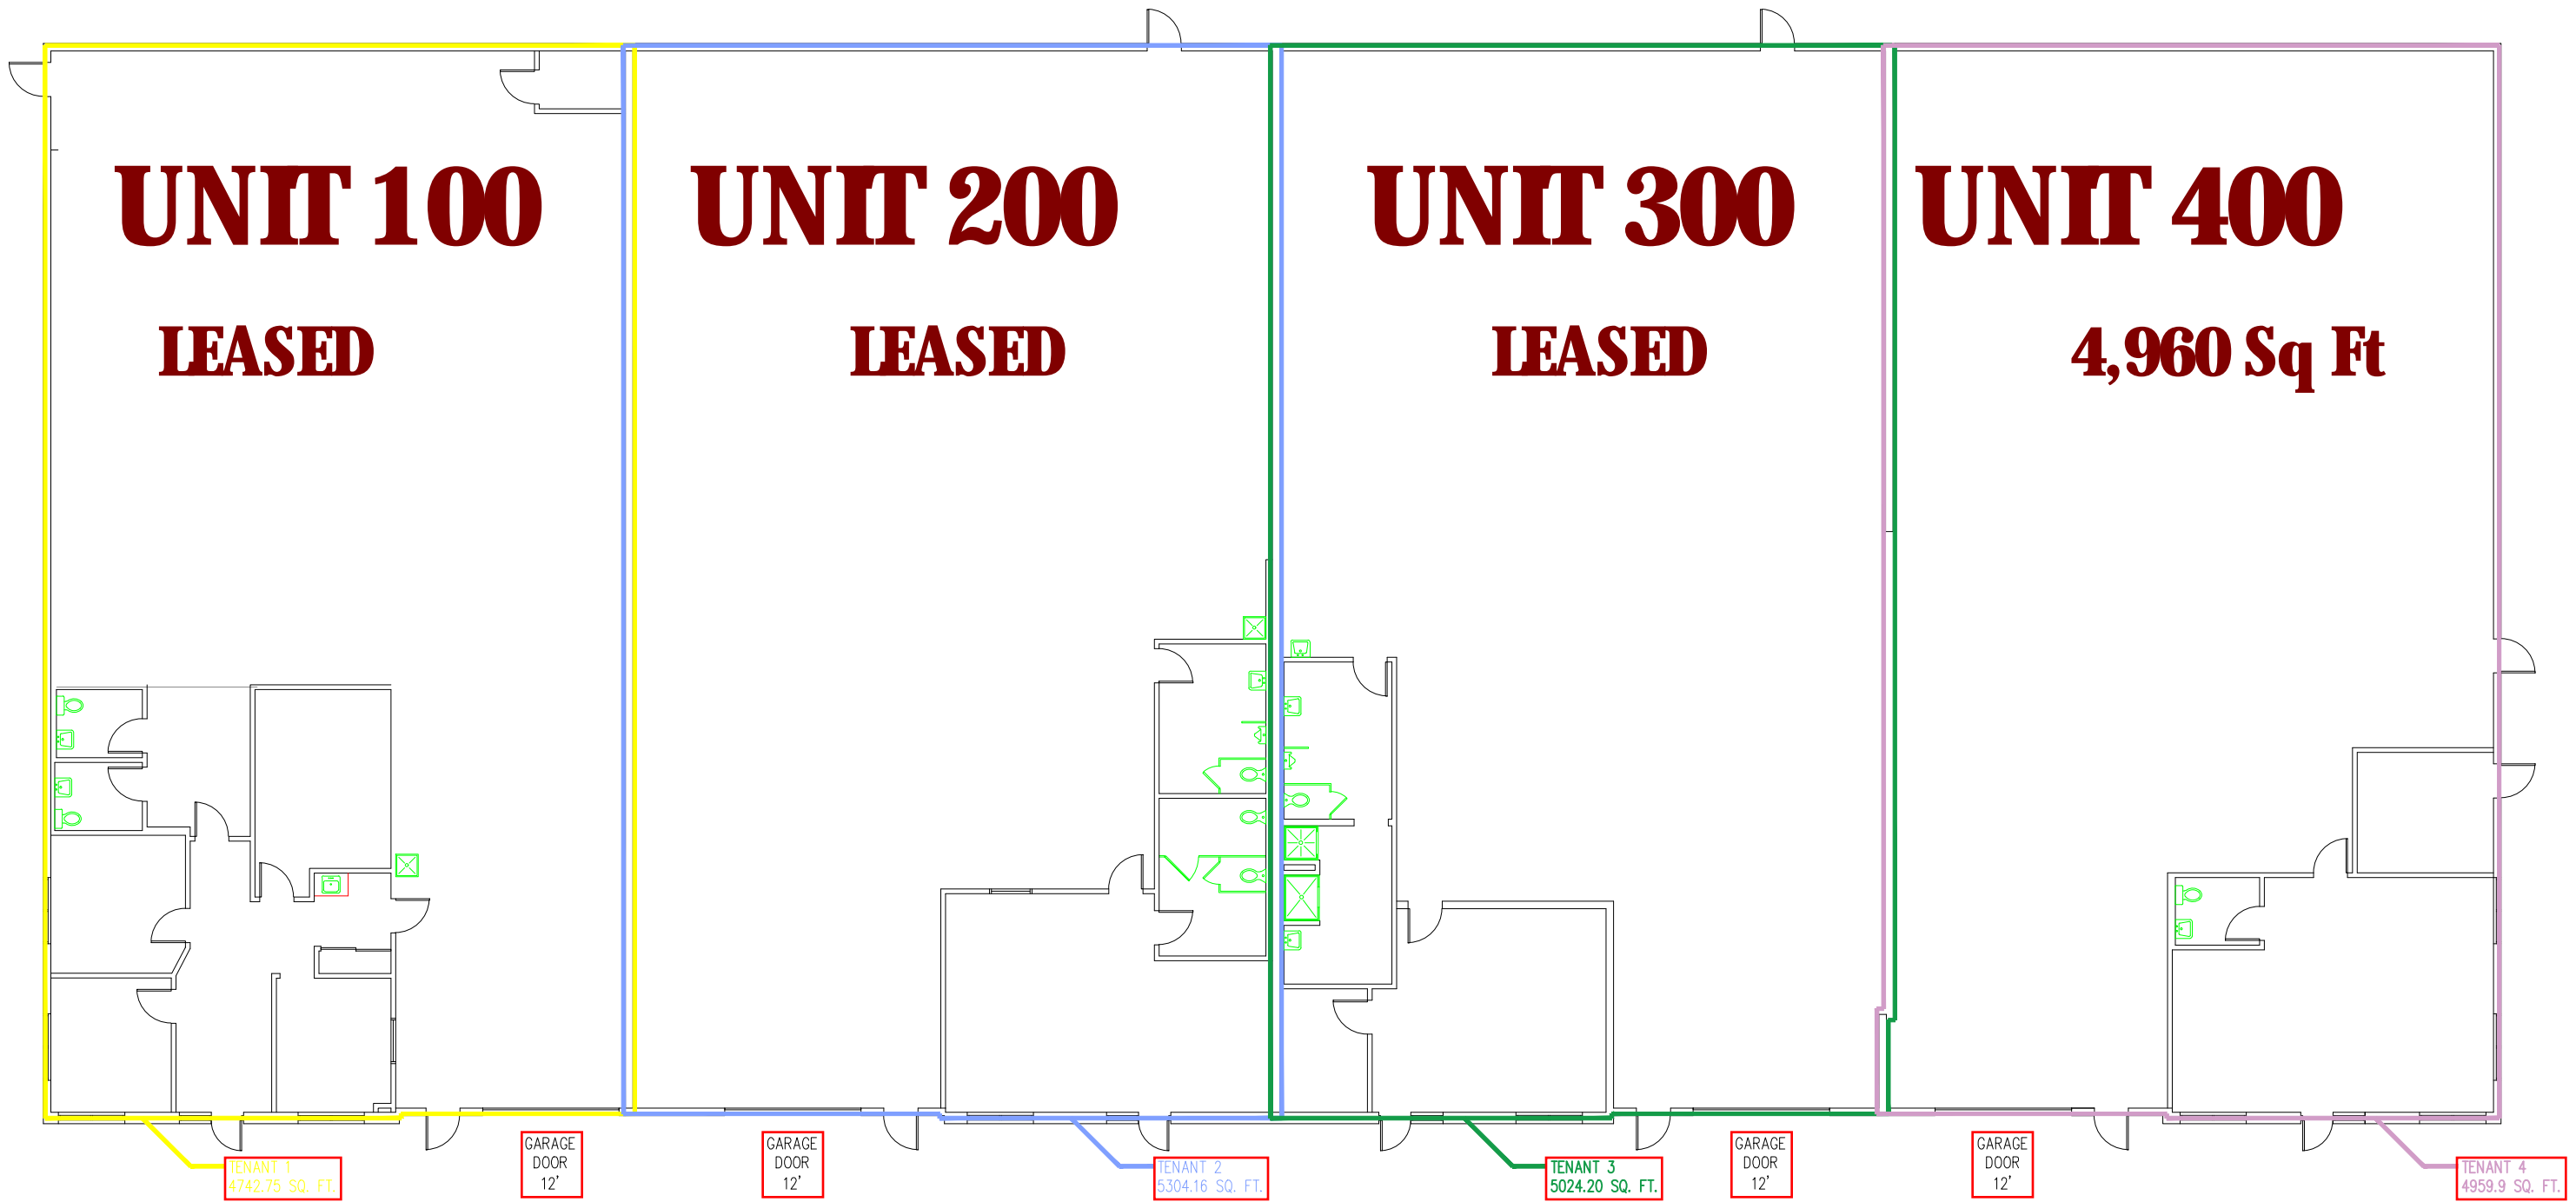 UNIT 100
UNIT 200
UNIT 300
UNIT 400
LEASED
LEASED
LEASED
4,960 Sq Ft
GARAGE
DOOR
12'
GARAGE
DOOR
12'
GARAGE
DOOR
12'
GARAGE
DOOR
12'
TENANT 1
4742.75 SQ. FT.
TENANT 2
5304.16 SQ. FT.
TENANT 3
5024.20 SQ. FT.
TENANT 4
4959.9 SQ. FT.